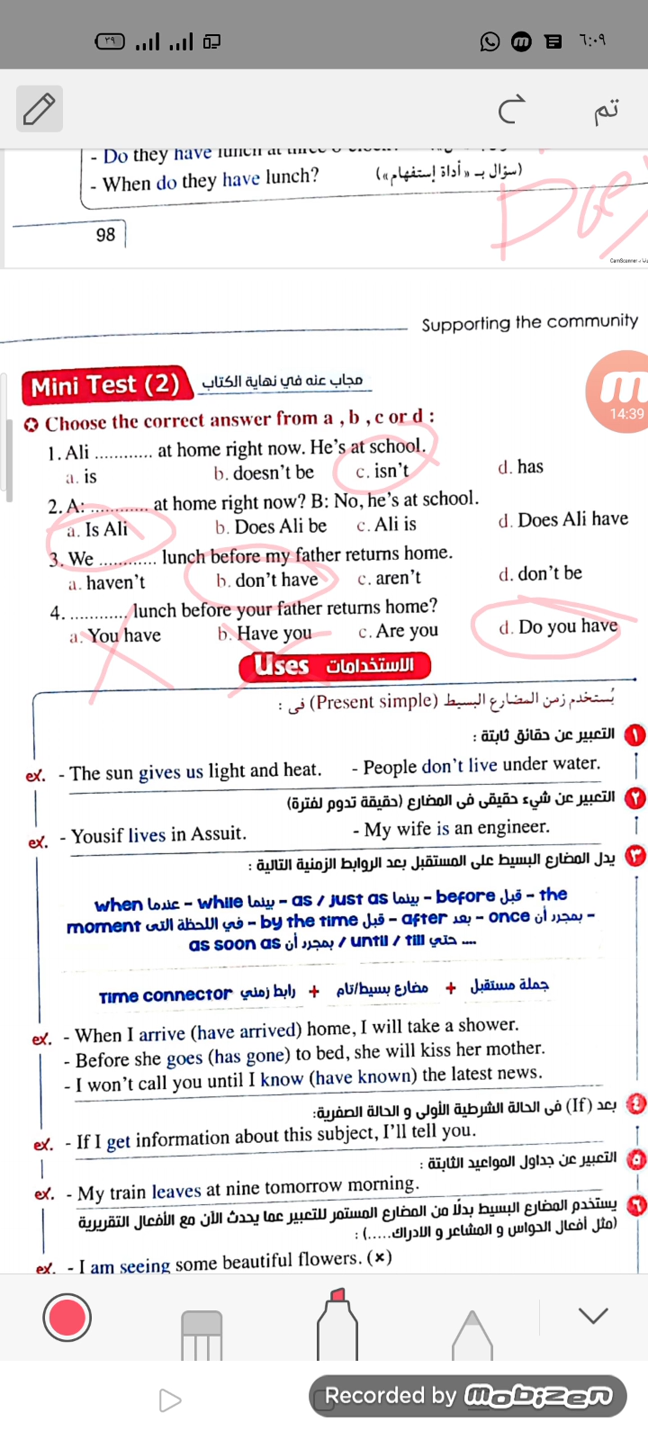 ٣٩
٦:٠٩
تم
- Do they have lunch at
- When do they have lunch? (سؤال بـ «أداة إستفهام»)
98
Does
CamScanner
Supporting the community
Mini Test (2) مجاب عنه في نهاية الكتاب
14:39
✪ Choose the correct answer from a , b , c or d :
1. Ali ............ at home right now. He's at school.
a. is b. doesn't be c. isn't d. has
2. A: ............ at home right now? B: No, he's at school.
a. Is Ali b. Does Ali be c. Ali is d. Does Ali have
3. We ............ lunch before my father returns home.
a. haven't b. don't have c. aren't d. don't be
4. ............ lunch before your father returns home?
a. You have b. Have you c. Are you d. Do you have
Uses الاستخدامات
يُستخدم زمن المضارع البسيط (Present simple) فى :
١ التعبير عن حقائق ثابتة :
ex. - The sun gives us light and heat. - People don't live under water.
٢ التعبير عن شيء حقيقى فى المضارع (حقيقة تدوم لفترة)
ex. - Yousif lives in Assuit. - My wife is an engineer.
٣ يدل المضارع البسيط على المستقبل بعد الروابط الزمنية التالية :
when عندما – while بينما – as / just as بينما – before قبل – the
moment في اللحظة التى – by the time قبل – after بعد – once بمجرد أن –
as soon as بمجرد أن / until / till حتي ....
Time connector رابط زمني + مضارع بسيط/تام + جملة مستقبل
ex. - When I arrive (have arrived) home, I will take a shower.
- Before she goes (has gone) to bed, she will kiss her mother.
- I won't call you until I know (have known) the latest news.
٤ بعد (If) فى الحالة الشرطية الأولى و الحالة الصفرية:
ex. - If I get information about this subject, I'll tell you.
٥ التعبير عن جداول المواعيد الثابتة :
ex. - My train leaves at nine tomorrow morning.
٦ يستخدم المضارع البسيط بدلًا من المضارع المستمر للتعبير عما يحدث الآن مع الأفعال التقريرية
(مثل أفعال الحواس و المشاعر و الادراك.....) :
ex. - I am seeing some beautiful flowers. (×)
Recorded by mobizen